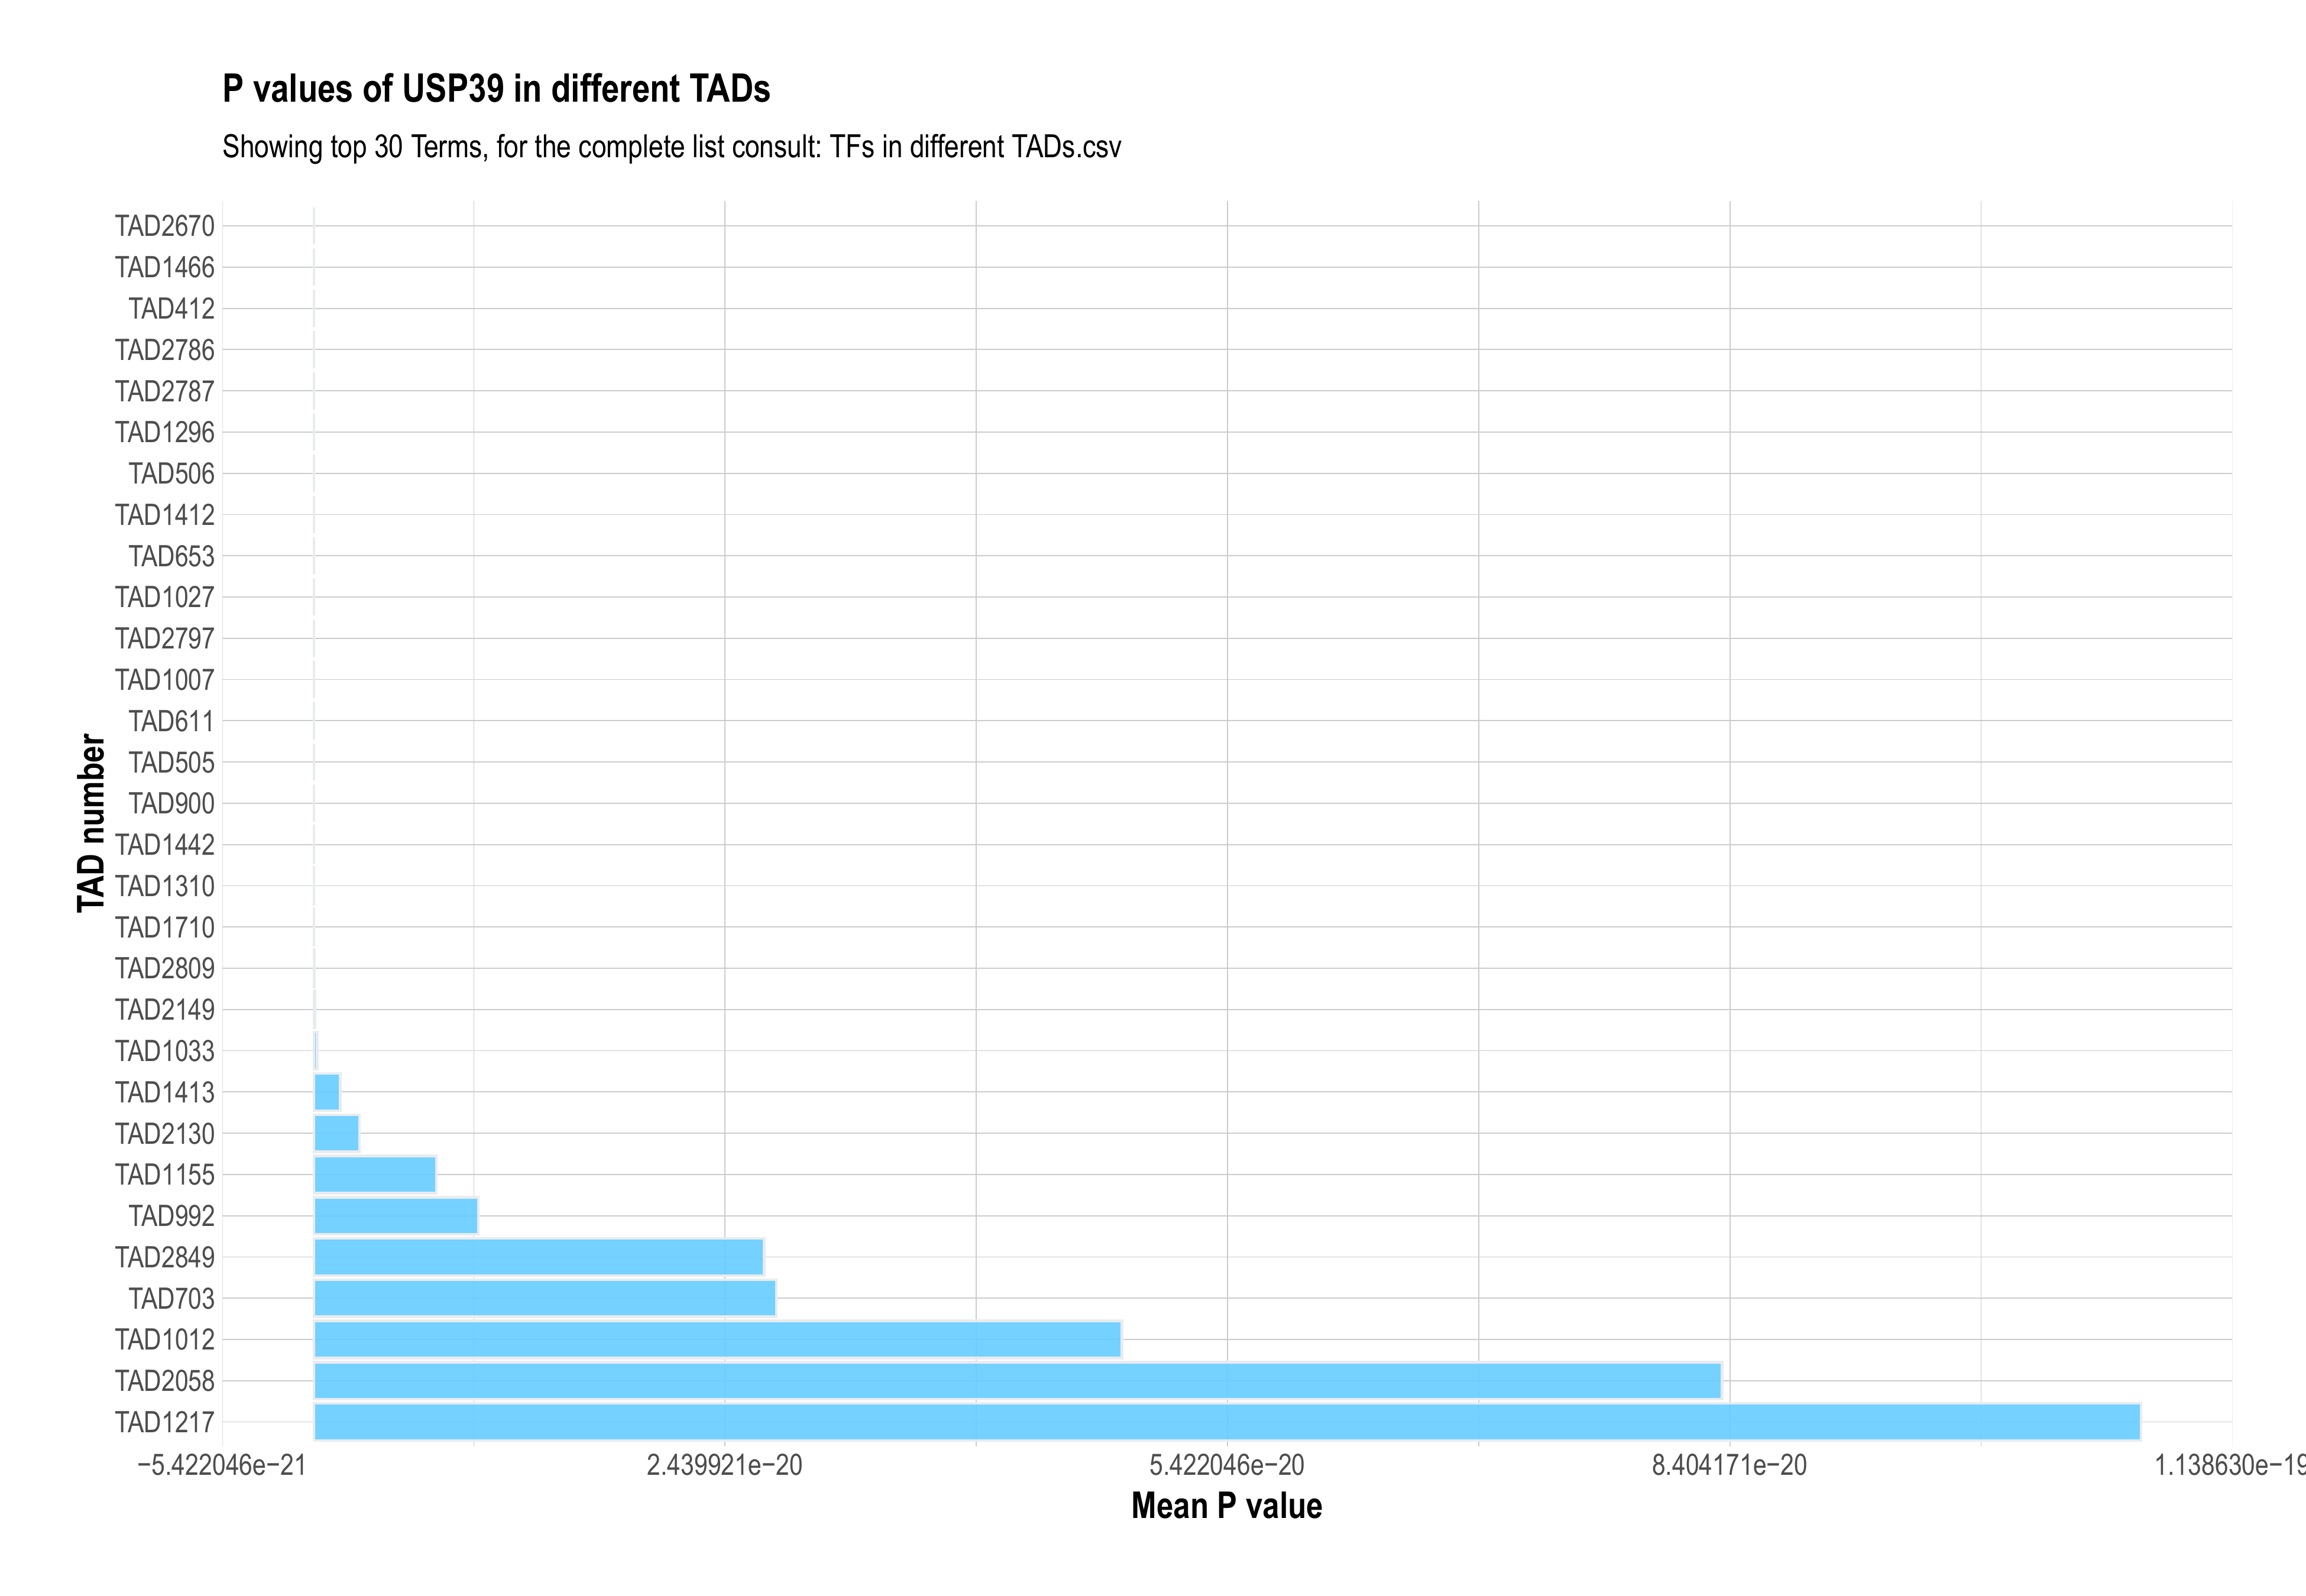 P values of USP39 in different TADs
Showing top 30 Terms, for the complete list consult: TFs in different TADs.csv
TAD number
TAD2670
TAD1466
TAD412
TAD2786
TAD2787
TAD1296
TAD506
TAD1412
TAD653
TAD1027
TAD2797
TAD1007
TAD611
TAD505
TAD900
TAD1442
TAD1310
TAD1710
TAD2809
TAD2149
TAD1033
TAD1413
TAD2130
TAD1155
TAD992
TAD2849
TAD703
TAD1012
TAD2058
TAD1217
−5.422046e−21 2.439921e−20 5.422046e−20 8.404171e−20 1.138630e−19
Mean P value